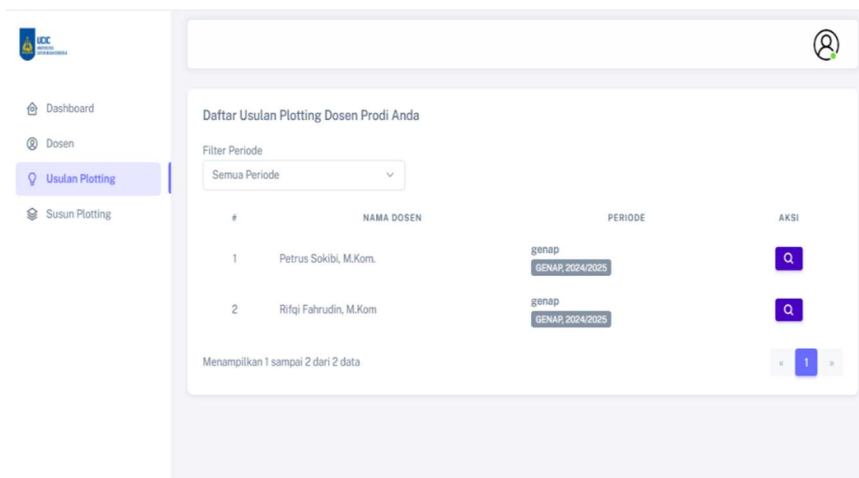 UCIC
Dashboard
Dosen
Usulan Plotting
Susun Plotting
Daftar Usulan Plotting Dosen Prodi Anda
Filter Periode
Semua Periode
# NAMA DOSEN PERIODE AKSI
1 Petrus Sokibi, M.Kom. genap
GENAP, 2024/2025
2 Rifqi Fahrudin, M.Kom genap
GENAP, 2024/2025
Menampilkan 1 sampai 2 dari 2 data
« 1 »